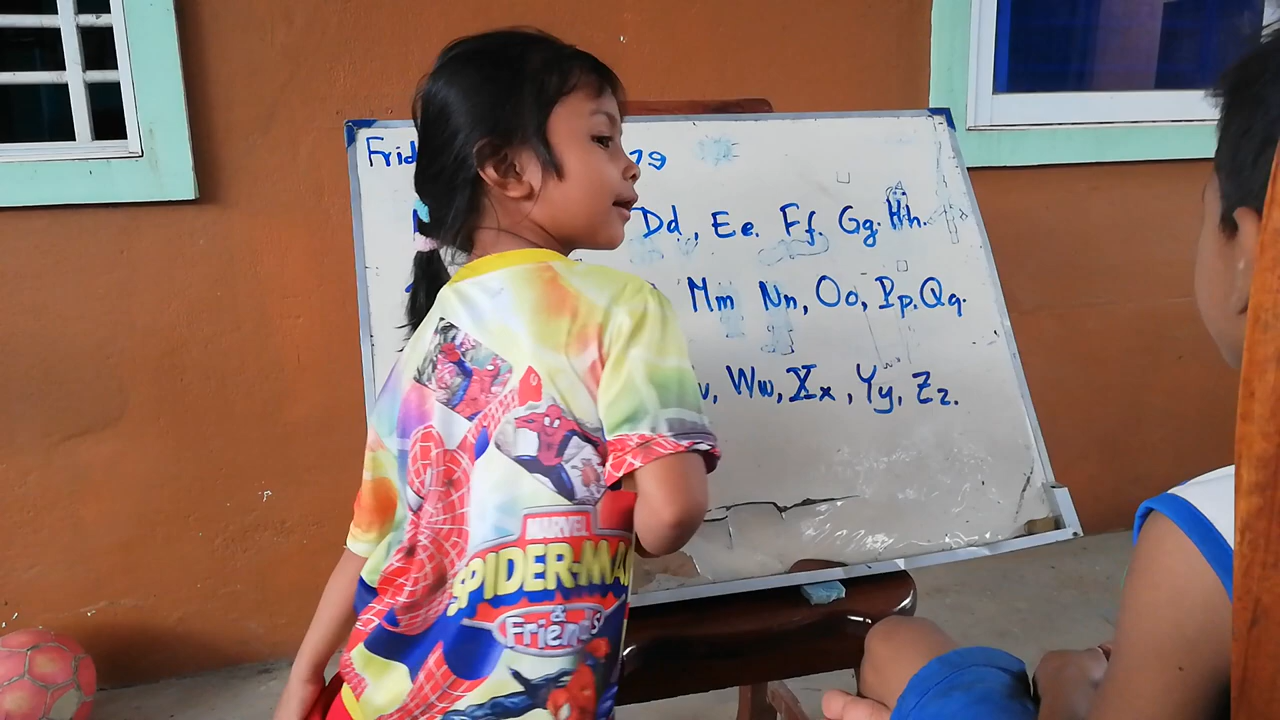 Frid 19
Dd, Ee. Ff. Gg. Hh.
Mm Nn, Oo, Pp, Qq.
v, Ww, Xx, Yy, Zz.
MARVEL
SPIDER-MA
& Friends